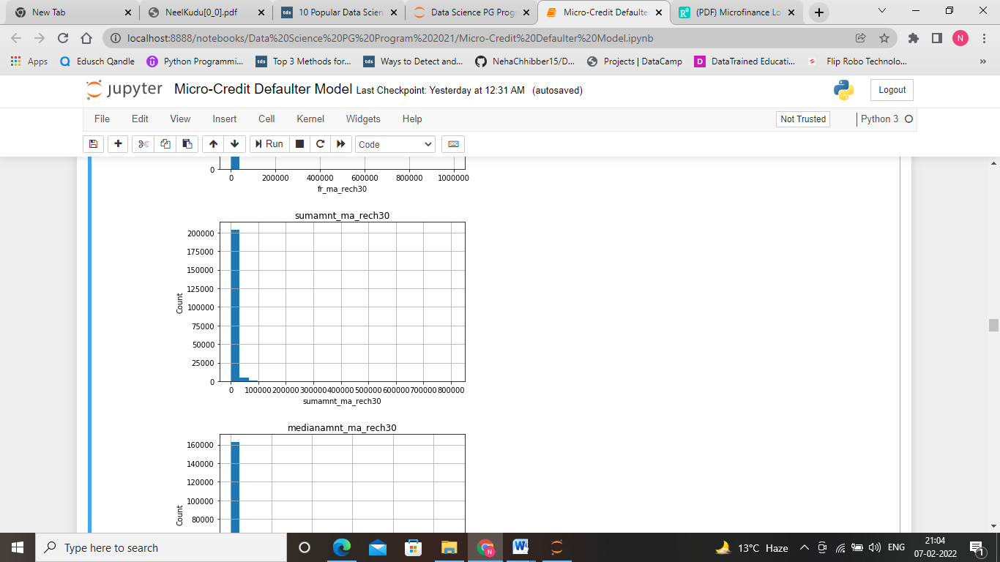 New Tab
NeelKudu[0_0].pdf
tds 10 Popular Data Scien
Data Science PG Progr
Micro-Credit Defaulte
R⁶ (PDF) Microfinance Lo
localhost:8888/notebooks/Data%20Science%20PG%20Program%202021/Micro-Credit%20Defaulter%20Model.ipynb
N
Apps
Edusch Qandle
Python Programmi...
tds Top 3 Methods for...
tds Ways to Detect and...
NehaChhibber15/D...
Projects | DataCamp
D DataTrained Educati...
Flip Robo Technolo...
»
jupyter Micro-Credit Defaulter Model Last Checkpoint: Yesterday at 12:31 AM (autosaved)
Logout
File Edit View Insert Cell Kernel Widgets Help
Not Trusted
Python 3
Run
Code
0
0 200000 400000 600000 800000 1000000
fr_ma_rech30
sumamnt_ma_rech30
200000
175000
150000
125000
100000
75000
50000
25000
0
Count
0 100000 200000 300000 400000 500000 600000 700000 800000
sumamnt_ma_rech30
medianamnt_ma_rech30
160000
140000
120000
100000
80000
Count
Type here to search
N
W
13°C Haze
ENG
21:04
07-02-2022
1